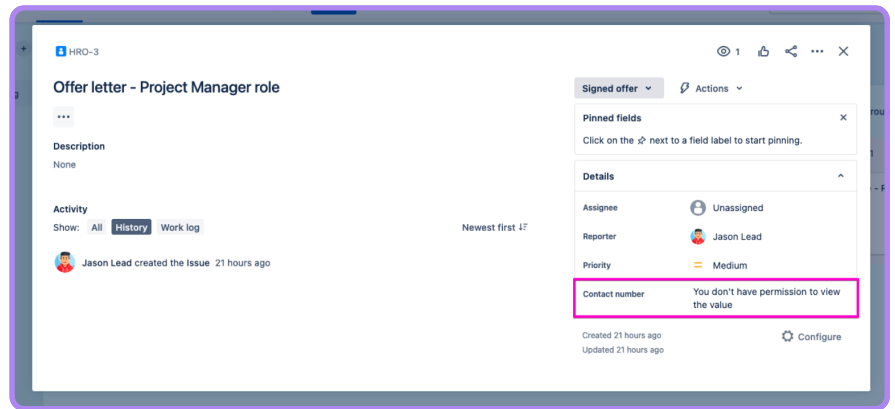 HRO-3
1
Offer letter - Project Manager role
Signed offer
Actions
Pinned fields
Click on the next to a field label to start pinning.
Description
None
Details
Activity
Show: All History Work log
Newest first
Jason Lead created the Issue 21 hours ago
Assignee
Unassigned
Reporter
Jason Lead
Priority
Medium
Contact number
You don't have permission to view
the value
Created 21 hours ago
Updated 21 hours ago
Configure